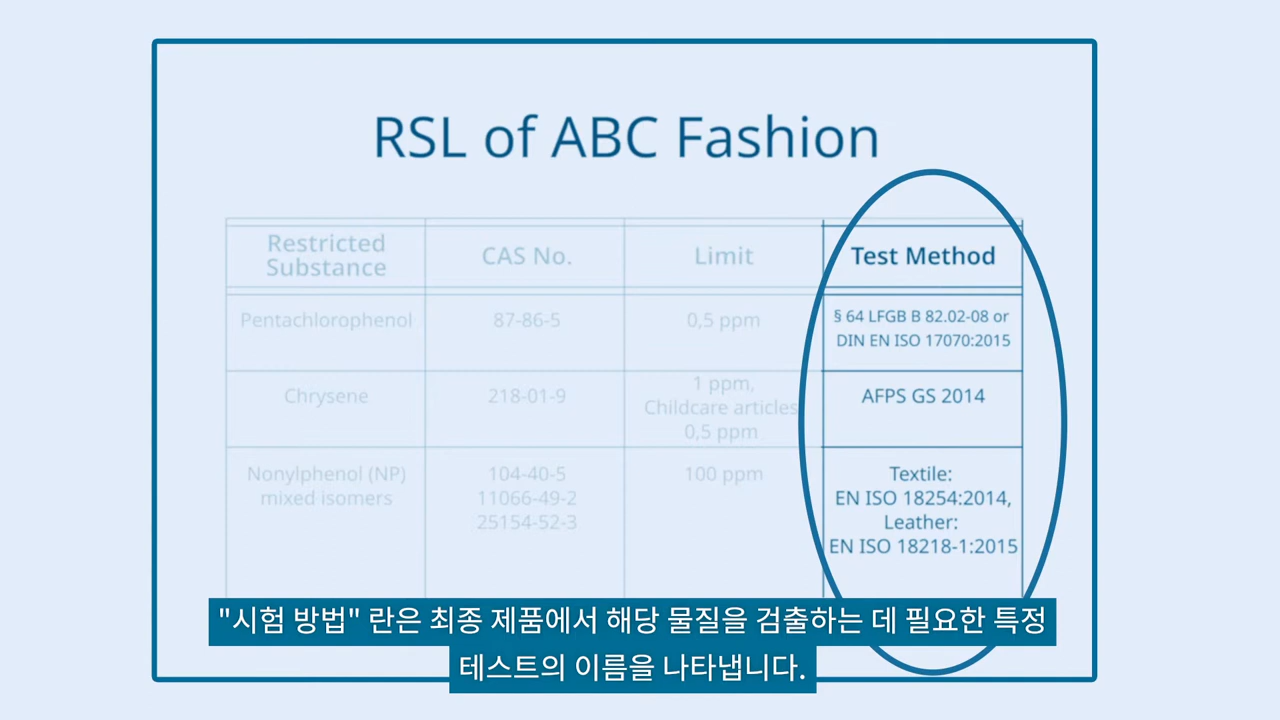 RSL of ABC Fashion
Restricted
Substance
CAS No.
Limit
Test Method
Pentachlorophenol
87-86-5
0,5 ppm
§ 64 LFGB B 82.02-08 or
DIN EN ISO 17070:2015
Chrysene
218-01-9
1 ppm,
Childcare articles
0,5 ppm
AFPS GS 2014
Nonylphenol (NP)
mixed isomers
104-40-5
11066-49-2
25154-52-3
100 ppm
Textile:
EN ISO 18254:2014,
Leather:
EN ISO 18218-1:2015
"시험 방법" 란은 최종 제품에서 해당 물질을 검출하는 데 필요한 특정
테스트의 이름을 나타냅니다.